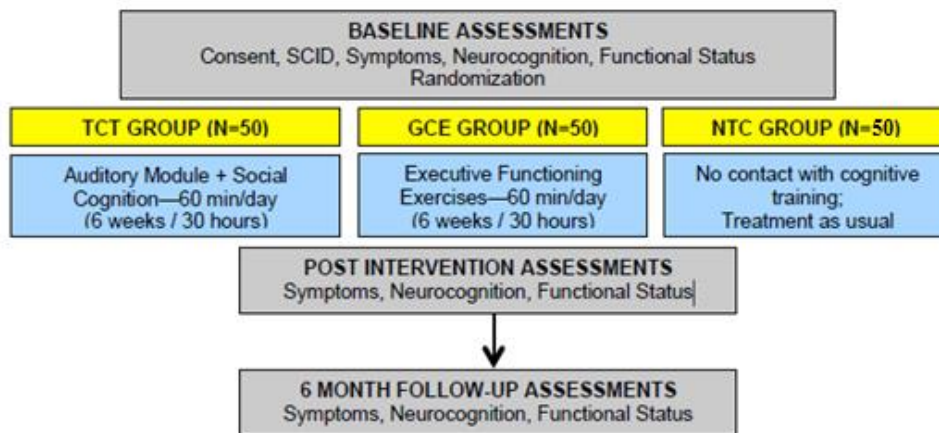 BASELINE ASSESSMENTS
Consent, SCID, Symptoms, Neurocognition, Functional Status
Randomization
TCT GROUP (N=50)
Auditory Module + Social
Cognition—60 min/day
(6 weeks / 30 hours)
GCE GROUP (N=50)
Executive Functioning
Exercises—60 min/day
(6 weeks / 30 hours)
NTC GROUP (N=50)
No contact with cognitive
training;
Treatment as usual
POST INTERVENTION ASSESSMENTS
Symptoms, Neurocognition, Functional Status
6 MONTH FOLLOW-UP ASSESSMENTS
Symptoms, Neurocognition, Functional Status